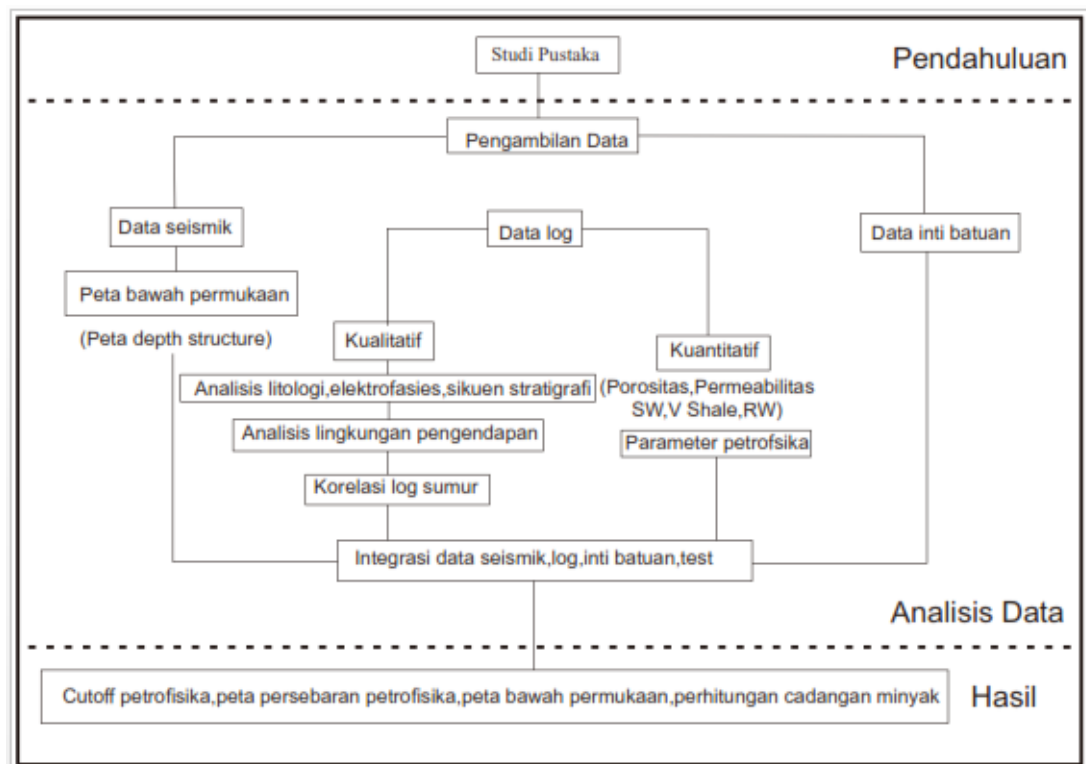 Studi Pustaka
Pendahuluan
Pengambilan Data
Data seismik
Data log
Data inti batuan
Peta bawah permukaan
(Peta depth structure)
Kualitatif
Kuantitatif
Analisis litologi,elektrofasies,sikuen stratigrafi
(Porositas,Permeabilitas
SW,V Shale,RW)
Analisis lingkungan pengendapan
Parameter petrofsika
Korelasi log sumur
Integrasi data seismik,log,inti batuan,test
Analisis Data
Cutoff petrofisika,peta persebaran petrofisika,peta bawah permukaan,perhitungan cadangan minyak
Hasil